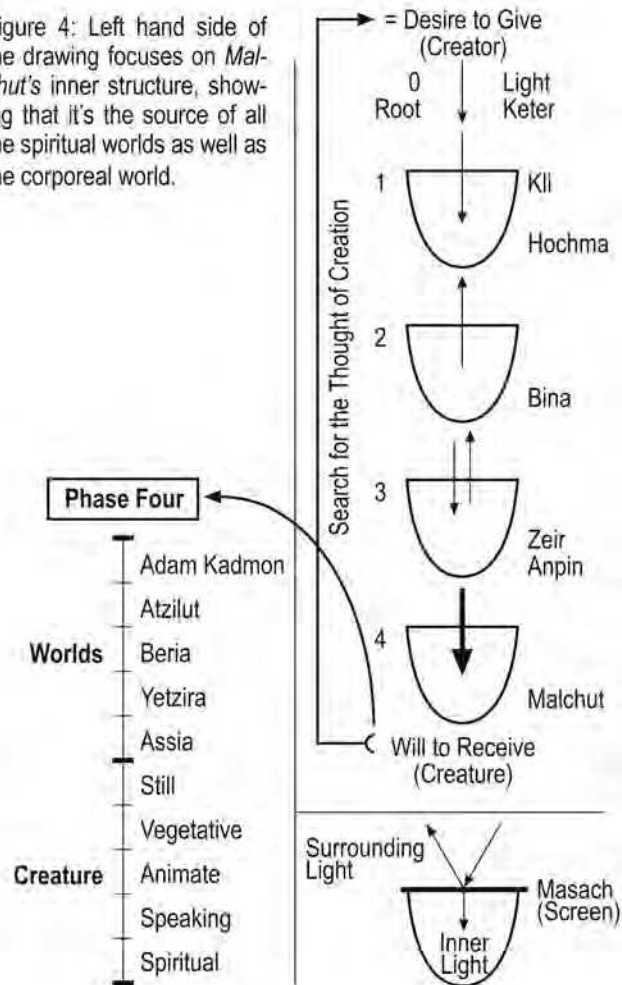 igure 4: Left hand side of
he drawing focuses on Mal-
hut's inner structure, show-
g that it's the source of all
he spiritual worlds as well as
he corporeal world.
= Desire to Give
(Creator)
0
Root
Light
Keter
1
Kli
Hochma
2
Bina
3
Zeir
Anpin
4
Malchut
Will to Receive
(Creature)
Search for the Thought of Creation
Phase Four
Worlds
Adam Kadmon
Atzilut
Beria
Yetzira
Assia
Creature
Still
Vegetative
Animate
Speaking
Spiritual
Surrounding
Light
Masach
(Screen)
Inner
Light